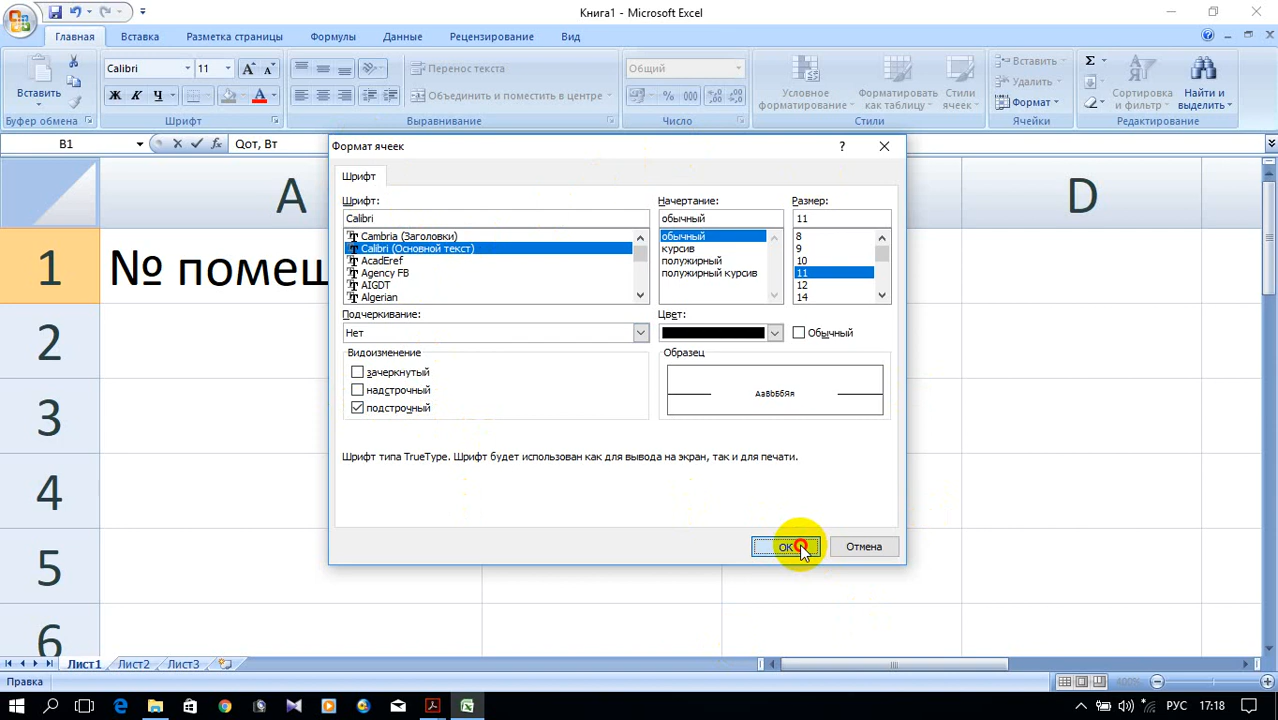 Книга1 - Microsoft Excel
Главная Вставка Разметка страницы Формулы Данные Рецензирование Вид
Вставить
Буфер обмена
Calibri 11
Ж К Ч
Шрифт
Перенос текста
Объединить и поместить в центре
Выравнивание
Общий
% 000
Число
Условное форматирование
Форматировать как таблицу
Стили ячеек
Стили
Вставить
Удалить
Формат
Ячейки
Сортировка и фильтр
Найти и выделить
Редактирование
B1 Qот, Вт
A D
1 № помещ
2
3
4
5
6
Формат ячеек
Шрифт
Шрифт: Начертание: Размер:
Calibri обычный 11
Cambria (Заголовки) обычный 8
Calibri (Основной текст) курсив 9
AcadEref полужирный 10
Agency FB полужирный курсив 11
AIGDT 12
Algerian 14
Подчеркивание: Цвет:
Нет Обычный
Видоизменение Образец
зачеркнутый
надстрочный АаВbБбЯя
подстрочный
Шрифт типа TrueType. Шрифт будет использован как для вывода на экран, так и для печати.
ОК Отмена
Лист1 Лист2 Лист3
Правка 400%
РУС 17:18